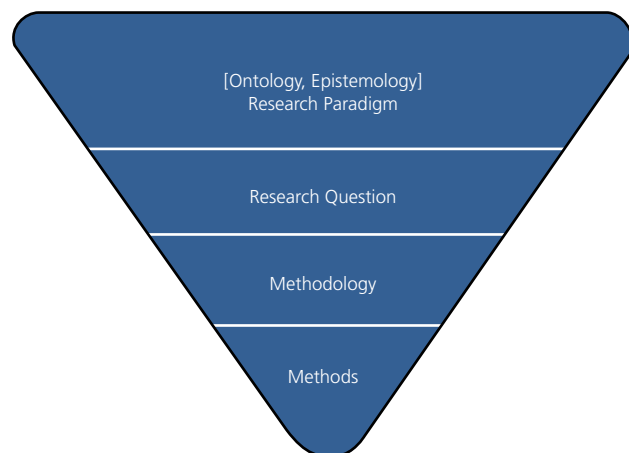 [Ontology, Epistemology]
Research Paradigm
Research Question
Methodology
Methods